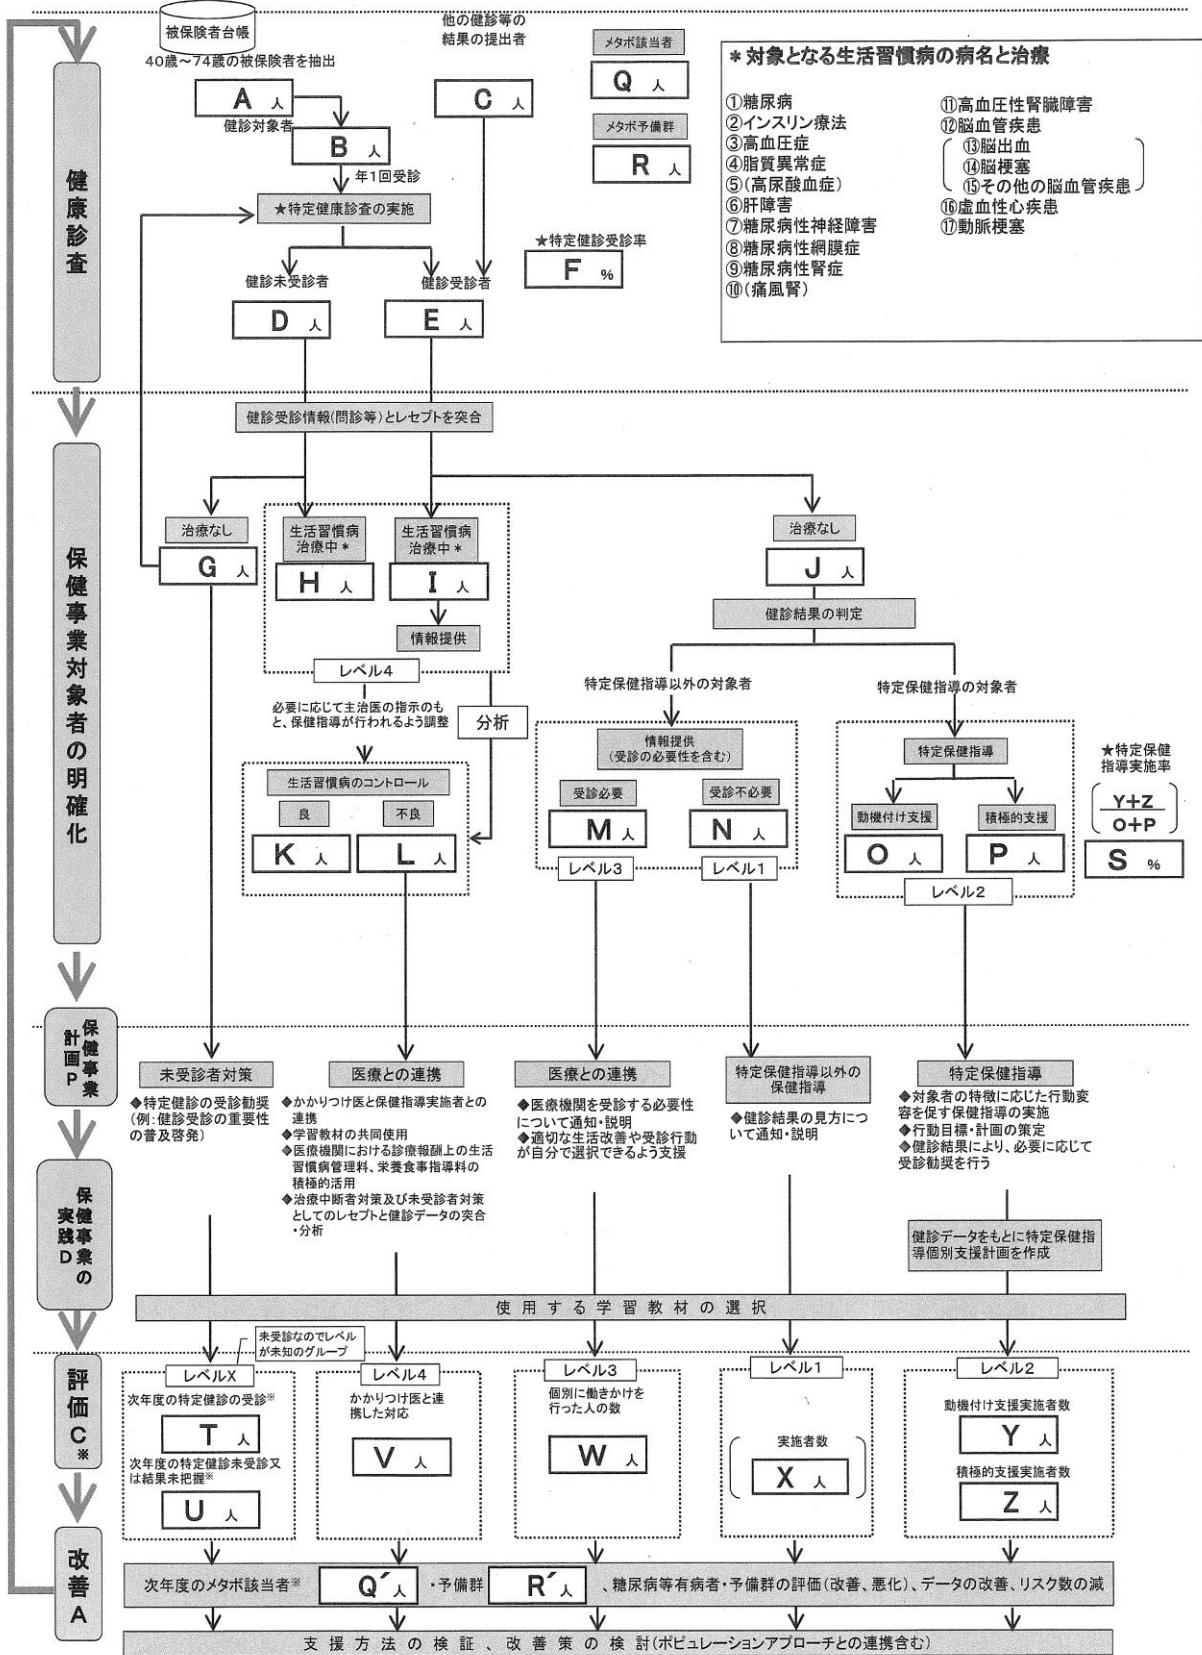 被保険者台帳
40歳~74歳の被保険者を抽出
A 人
健診対象者
B 人
年1回受診
★特定健康診査の実施
他の健診等の
結果の提出者
C 人
メタボ該当者
Q 人
メタボ予備群
R 人
★特定健診受診率
F %
健診未受診者
D 人
健診受診者
E 人
*対象となる生活習慣病の病名と治療
①糖尿病
②インスリン療法
③高血圧症
④脂質異常症
⑤(高尿酸血症)
⑥肝障害
⑦糖尿病性神経障害
⑧糖尿病性網膜症
⑨糖尿病性腎症
⑩(痛風腎)
⑪高血圧性腎臓障害
⑫脳血管疾患
⑬脳出血
⑭脳梗塞
⑮その他の脳血管疾患
⑯虚血性心疾患
⑰動脈梗塞
健康診査
健診受診情報(問診等)とレセプトを突合
保健事業対象者の明確化
治療なし
G 人
生活習慣病
治療中*
H 人
生活習慣病
治療中*
I 人
情報提供
レベル4
治療なし
J 人
健診結果の判定
必要に応じて主治医の指示のも
と、保健指導が行われるよう調整
分析
生活習慣病のコントロール
良
K 人
不良
L 人
特定保健指導以外の対象者
情報提供
(受診の必要性を含む)
受診必要
M 人
レベル3
受診不必要
N 人
レベル1
特定保健指導の対象者
特定保健指導
動機付け支援
O 人
積極的支援
P 人
レベル2
★特定保健
指導実施率
Y+Z
O+P
S %
保健事業
計画P
未受診者対策
◆特定健診の受診勧奨
(例:健診受診の重要性
の普及啓発)
医療との連携
◆かかりつけ医と保健指導実施者との
連携
◆学習教材の共同使用
◆医療機関における診療報酬上の生活
習慣病管理料、栄養食事指導料の
積極的活用
◆治療中断者対策及び未受診者対策
としてのレセプトと健診データの突合
・分析
医療との連携
◆医療機関を受診する必要性
について通知・説明
◆適切な生活改善や受診行動
が自分で選択できるよう支援
特定保健指導以外の
保健指導
◆健診結果の見方につ
いて通知・説明
特定保健指導
◆対象者の特徴に応じた行動変
容を促す保健指導の実施
◆行動目標・計画の策定
◆健診結果により、必要に応じて
受診勧奨を行う
保健事業の
実践D
健診データをもとに特定保健指
導個別支援計画を作成
使用する学習教材の選択
評価C※
未受診なのでレベル
が未知のグループ
レベルX
次年度の特定健診の受診※
T 人
次年度の特定健診未受診又
は結果未把握※
U 人
レベル4
かかりつけ医と連
携した対応
V 人
レベル3
個別に働きかけを
行った人の数
W 人
レベル1
実施者数
X 人
レベル2
動機付け支援実施者数
Y 人
積極的支援実施者数
Z 人
改善A
次年度のメタボ該当者※ Q´人 ・予備群 R´人 、糖尿病等有病者・予備群の評価(改善、悪化)、データの改善、リスク数の減
支援方法の検証、改善策の検討(ポピュレーションアプローチとの連携含む)